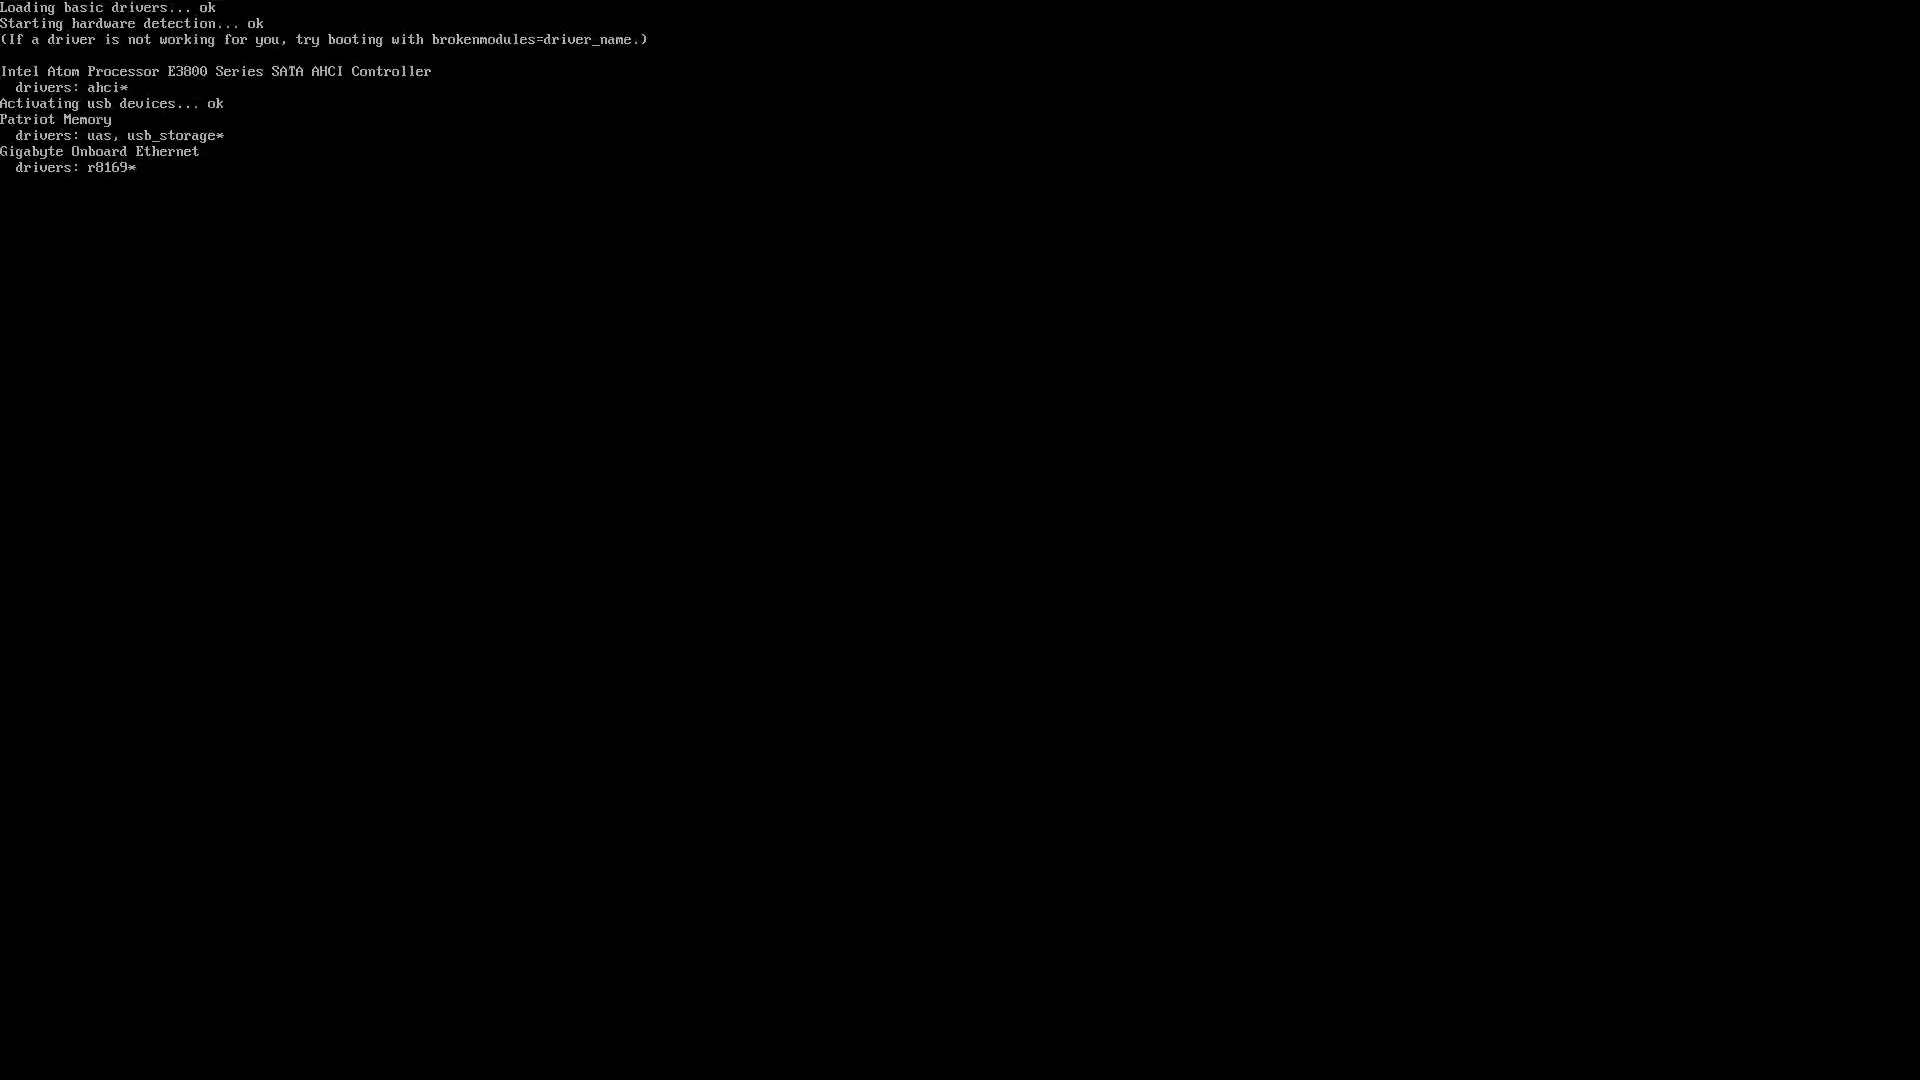 Loading basic drivers... ok
Starting hardware detection... ok
(If a driver is not working for you, try booting with brokenmodules=driver_name.)
Intel Atom Processor E3800 Series SATA AHCI Controller
drivers: ahci*
Activating usb devices... ok
Patriot Memory
drivers: uas, usb_storage*
Gigabyte Onboard Ethernet
drivers: r8169*